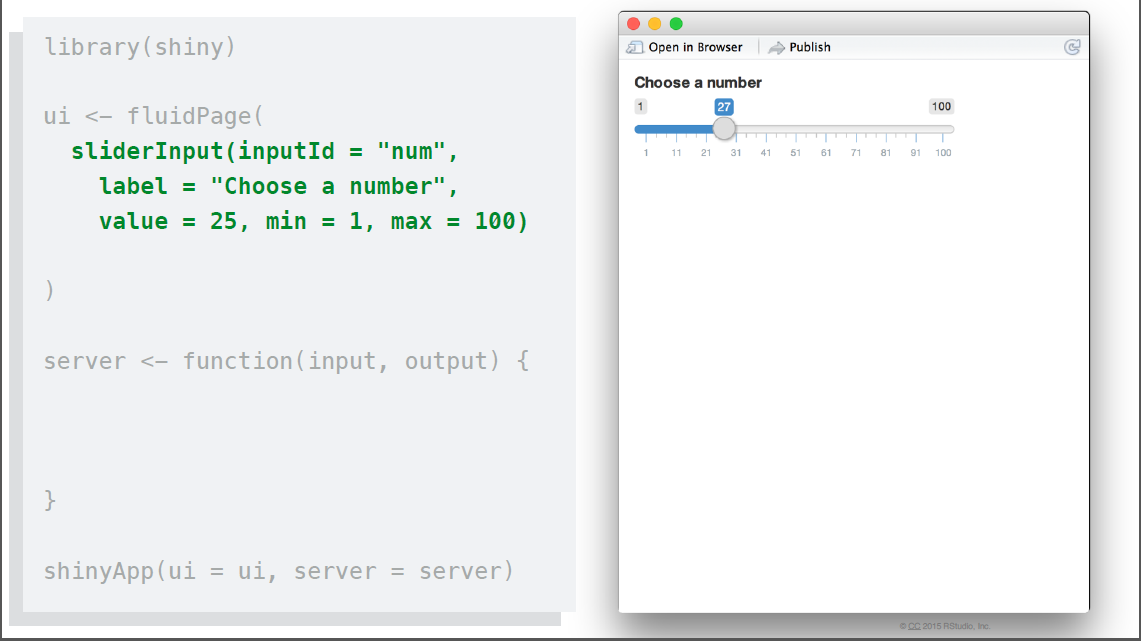 library(shiny)
ui <- fluidPage(
sliderInput(inputId = "num",
label = "Choose a number",
value = 25, min = 1, max = 100)
)
server <- function(input, output) {
}
shinyApp(ui = ui, server = server)
Open in Browser Publish
Choose a number
1 27 100
1 11 21 31 41 51 61 71 81 91 100
© CC 2015 RStudio, Inc.